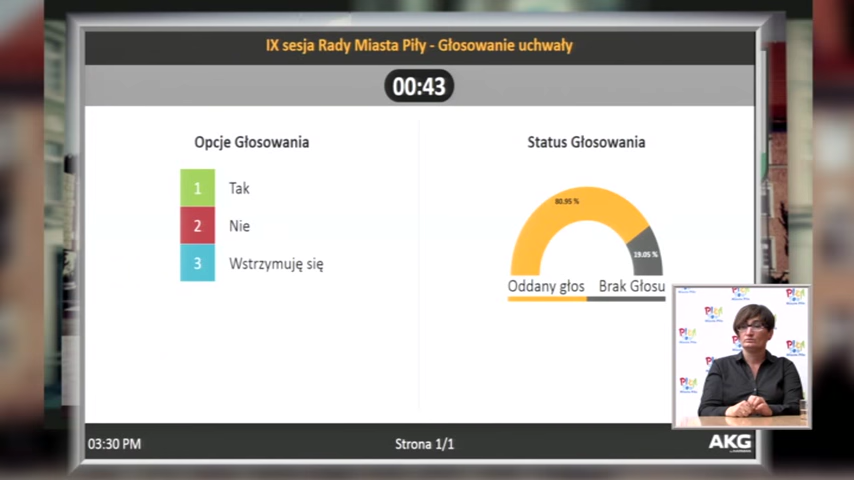 IX sesja Rady Miasta Piły - Głosowanie uchwały
00:43
Opcje Głosowania
1 Tak
2 Nie
3 Wstrzymuję się
Status Głosowania
80.95 %
19.05 %
Oddany głos Brak Głosu
03:30 PM
Strona 1/1
AKG